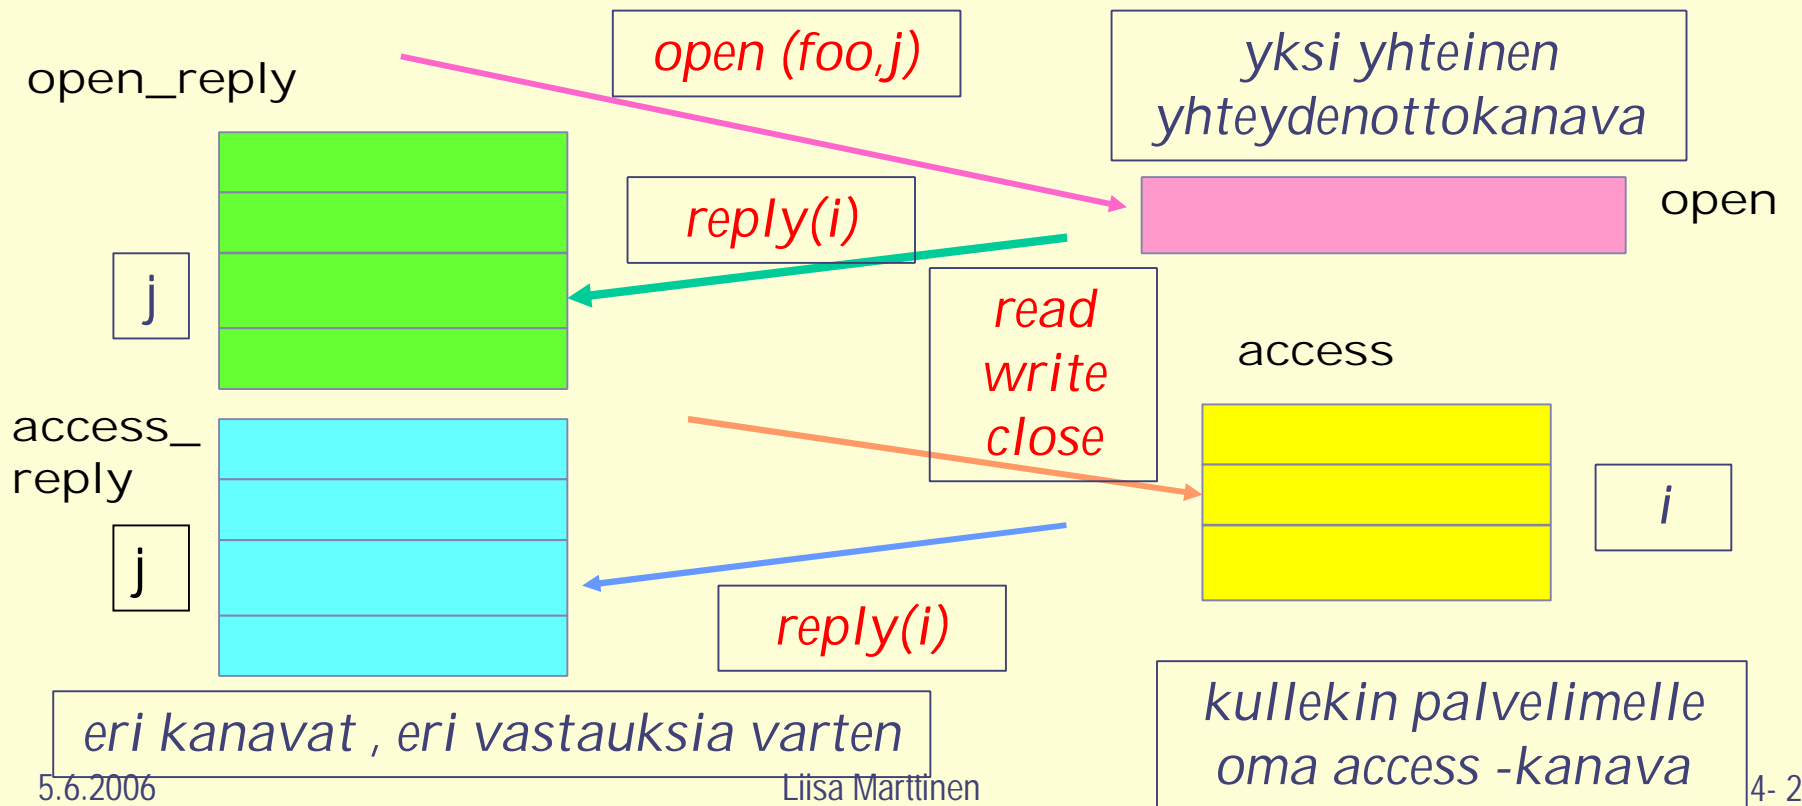 open (foo,j)
yksi yhteinen
yhteydenottokanava
open_reply
reply(i)
open
j
read
write
close
access
access_
reply
i
j
reply(i)
kullekin palvelimelle
oma access -kanava
eri kanavat , eri vastauksia varten
5.6.2006
Liisa Marttinen
4- 2